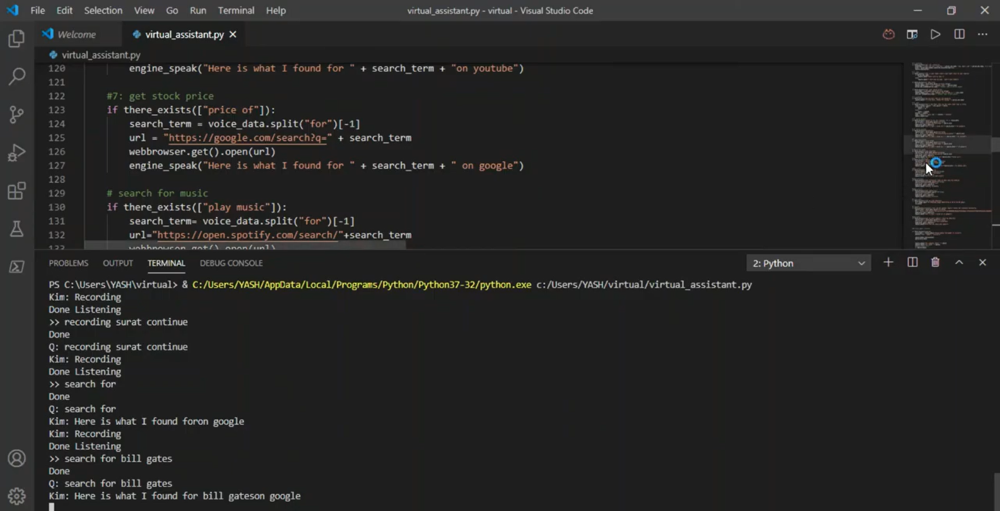 File Edit Selection View Go Run Terminal Help virtual_assistant.py - virtual - Visual Studio Code
Welcome virtual_assistant.py
virtual_assistant.py
120 engine_speak("Here is what I found for " + search_term + "on youtube")
121
122 #7: get stock price
123 if there_exists(["price of"]):
124 search_term = voice_data.split("for")[-1]
125 url = "https://google.com/search?q=" + search_term
126 webbrowser.get().open(url)
127 engine_speak("Here is what I found for " + search_term + " on google")
128
129 # search for music
130 if there_exists(["play music"]):
131 search_term= voice_data.split("for")[-1]
132 url="https://open.spotify.com/search/"+search_term
133 webbrowser.get().open(url)
PROBLEMS OUTPUT TERMINAL DEBUG CONSOLE 2: Python
PS C:\Users\YASH\virtual> & C:/Users/YASH/AppData/Local/Programs/Python/Python37-32/python.exe c:/Users/YASH/virtual/virtual_assistant.py
Kim: Recording
Done Listening
>> recording surat continue
Done
Q: recording surat continue
Kim: Recording
Done Listening
>> search for
Done
Q: search for
Kim: Here is what I found foron google
Kim: Recording
Done Listening
>> search for bill gates
Done
Q: search for bill gates
Kim: Here is what I found for bill gateson google